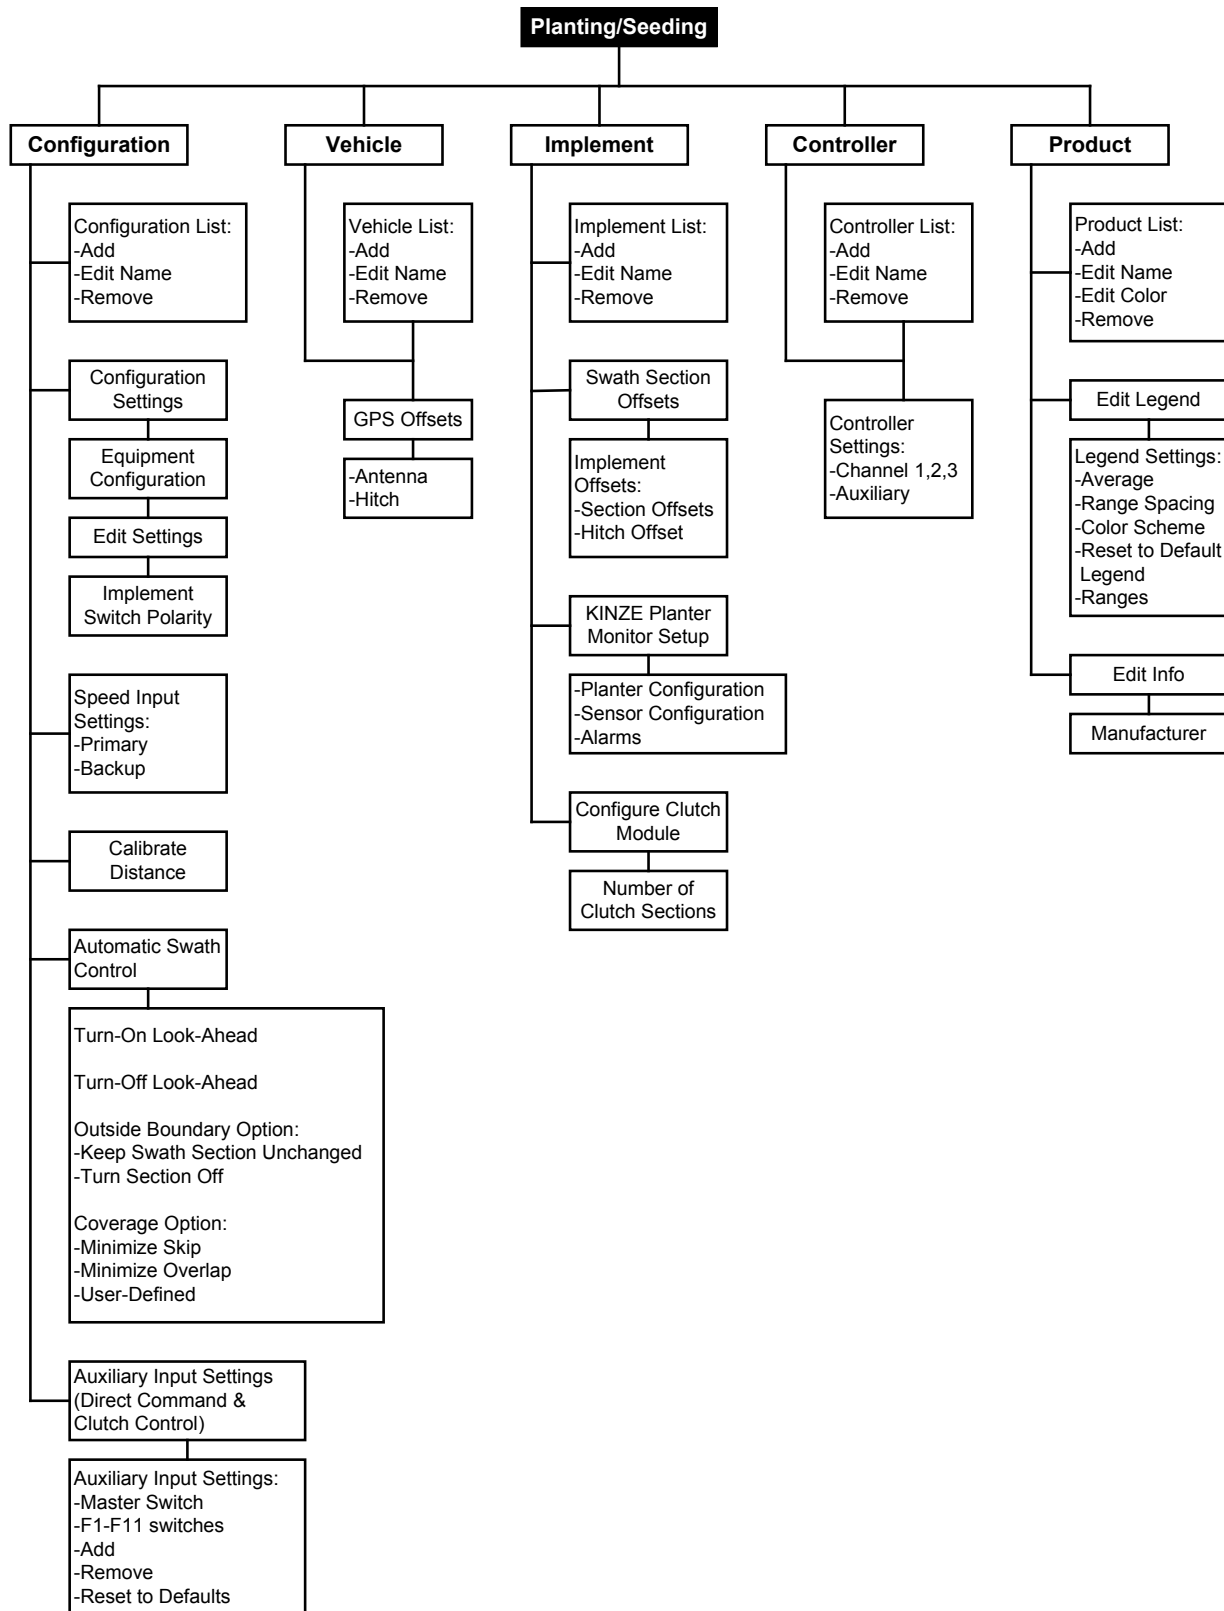 Planting/Seeding
Configuration
Vehicle
Implement
Controller
Product
Configuration List:
-Add
-Edit Name
-Remove
Configuration
Settings
Equipment
Configuration
Edit Settings
Implement
Switch Polarity
Speed Input
Settings:
-Primary
-Backup
Calibrate
Distance
Automatic Swath
Control
Turn-On Look-Ahead
Turn-Off Look-Ahead
Outside Boundary Option:
-Keep Swath Section Unchanged
-Turn Section Off
Coverage Option:
-Minimize Skip
-Minimize Overlap
-User-Defined
Auxiliary Input Settings
(Direct Command &
Clutch Control)
Auxiliary Input Settings:
-Master Switch
-F1-F11 switches
-Add
-Remove
-Reset to Defaults
Vehicle List:
-Add
-Edit Name
-Remove
GPS Offsets
-Antenna
-Hitch
Implement List:
-Add
-Edit Name
-Remove
Swath Section
Offsets
Implement
Offsets:
-Section Offsets
-Hitch Offset
KINZE Planter
Monitor Setup
-Planter Configuration
-Sensor Configuration
-Alarms
Configure Clutch
Module
Number of
Clutch Sections
Controller List:
-Add
-Edit Name
-Remove
Controller
Settings:
-Channel 1,2,3
-Auxiliary
Product List:
-Add
-Edit Name
-Edit Color
-Remove
Edit Legend
Legend Settings:
-Average
-Range Spacing
-Color Scheme
-Reset to Default
Legend
-Ranges
Edit Info
Manufacturer